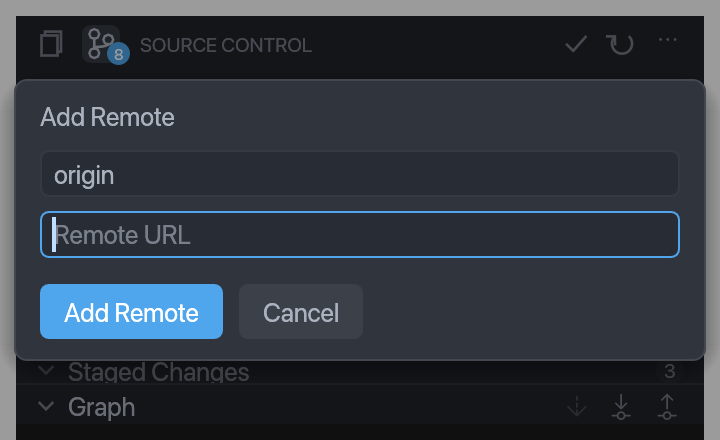 8 SOURCE CONTROL ...
Add Remote
origin
Remote URL
Add Remote Cancel
Staged Changes 3
Graph